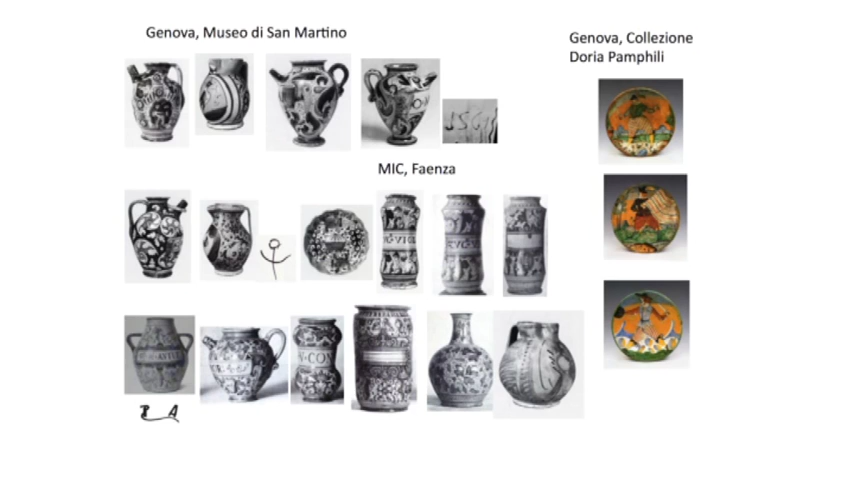 Genova, Museo di San Martino
Genova, Collezione
Doria Pamphili
MIC, Faenza
B A